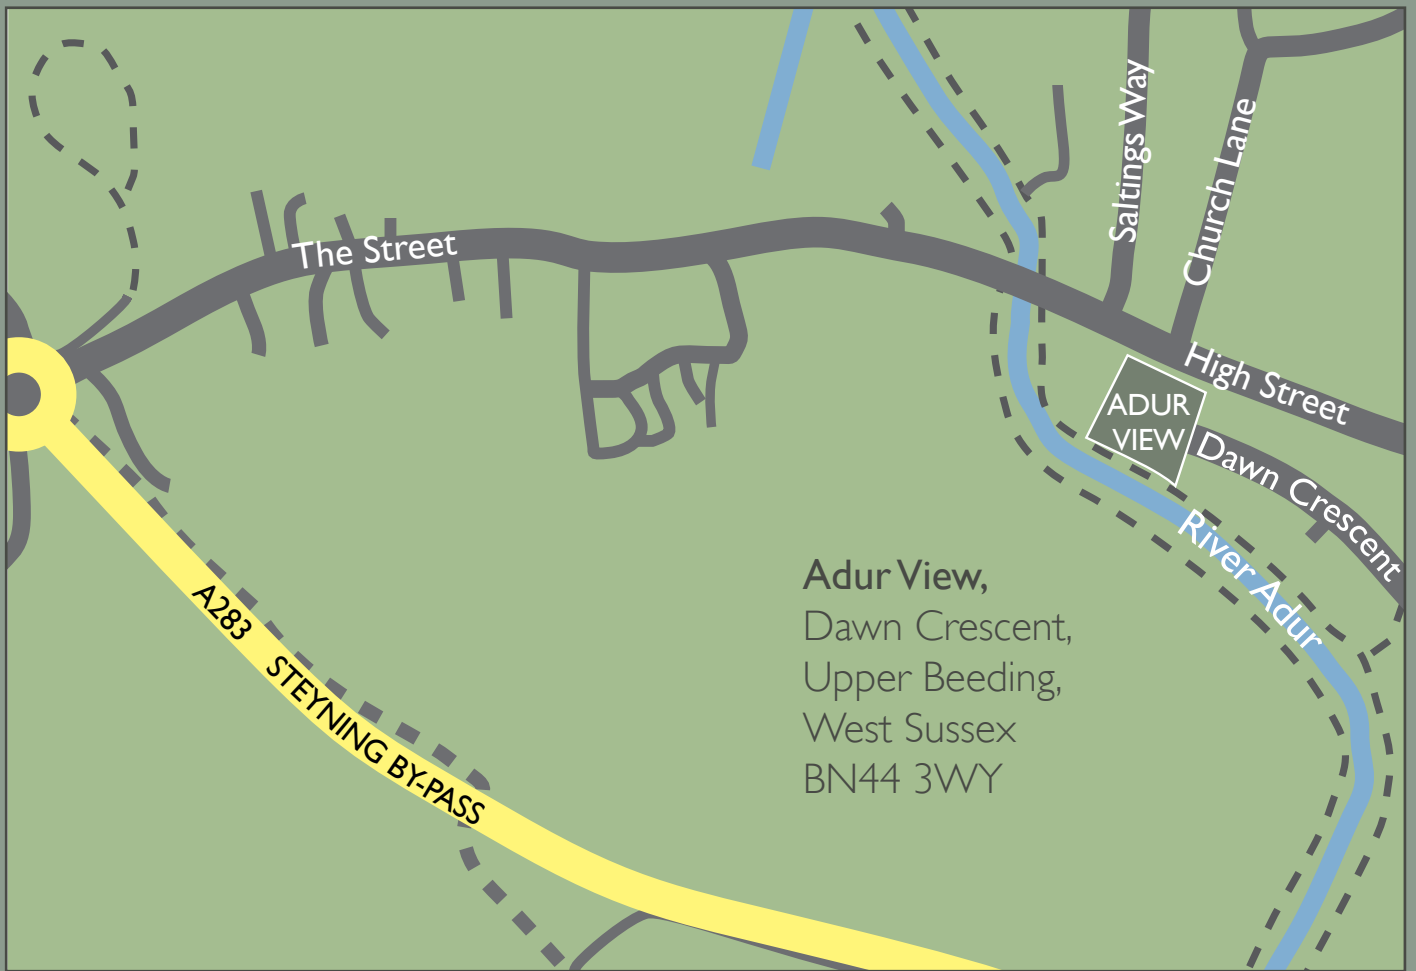 Saltings Way
Church Lane
The Street
High Street
ADUR
VIEW
Dawn Crescent
River Adur
A283
STEYNING BY-PASS
Adur View,
Dawn Crescent,
Upper Beeding,
West Sussex
BN44 3WY